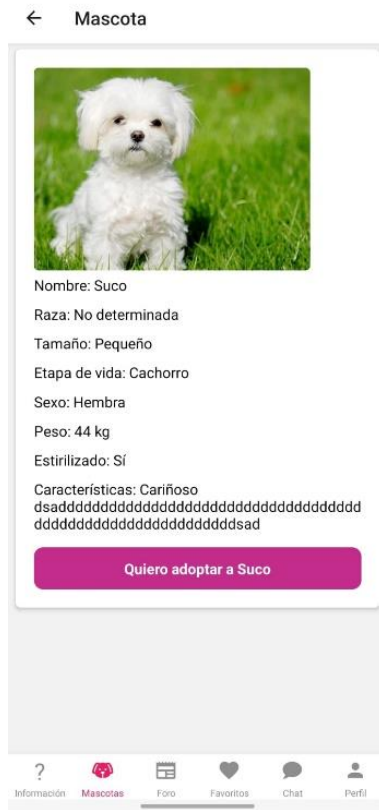 Mascota
Nombre: Suco
Raza: No determinada
Tamaño: Pequeño
Etapa de vida: Cachorro
Sexo: Hembra
Peso: 44 kg
Estirilizado: Sí
Características: Cariñoso
dsaddddddddddddddddddddddddddddddddddd
ddddddddddddddddddddddddsad
Quiero adoptar a Suco
?
Información Mascotas Foro Favoritos Chat Perfil